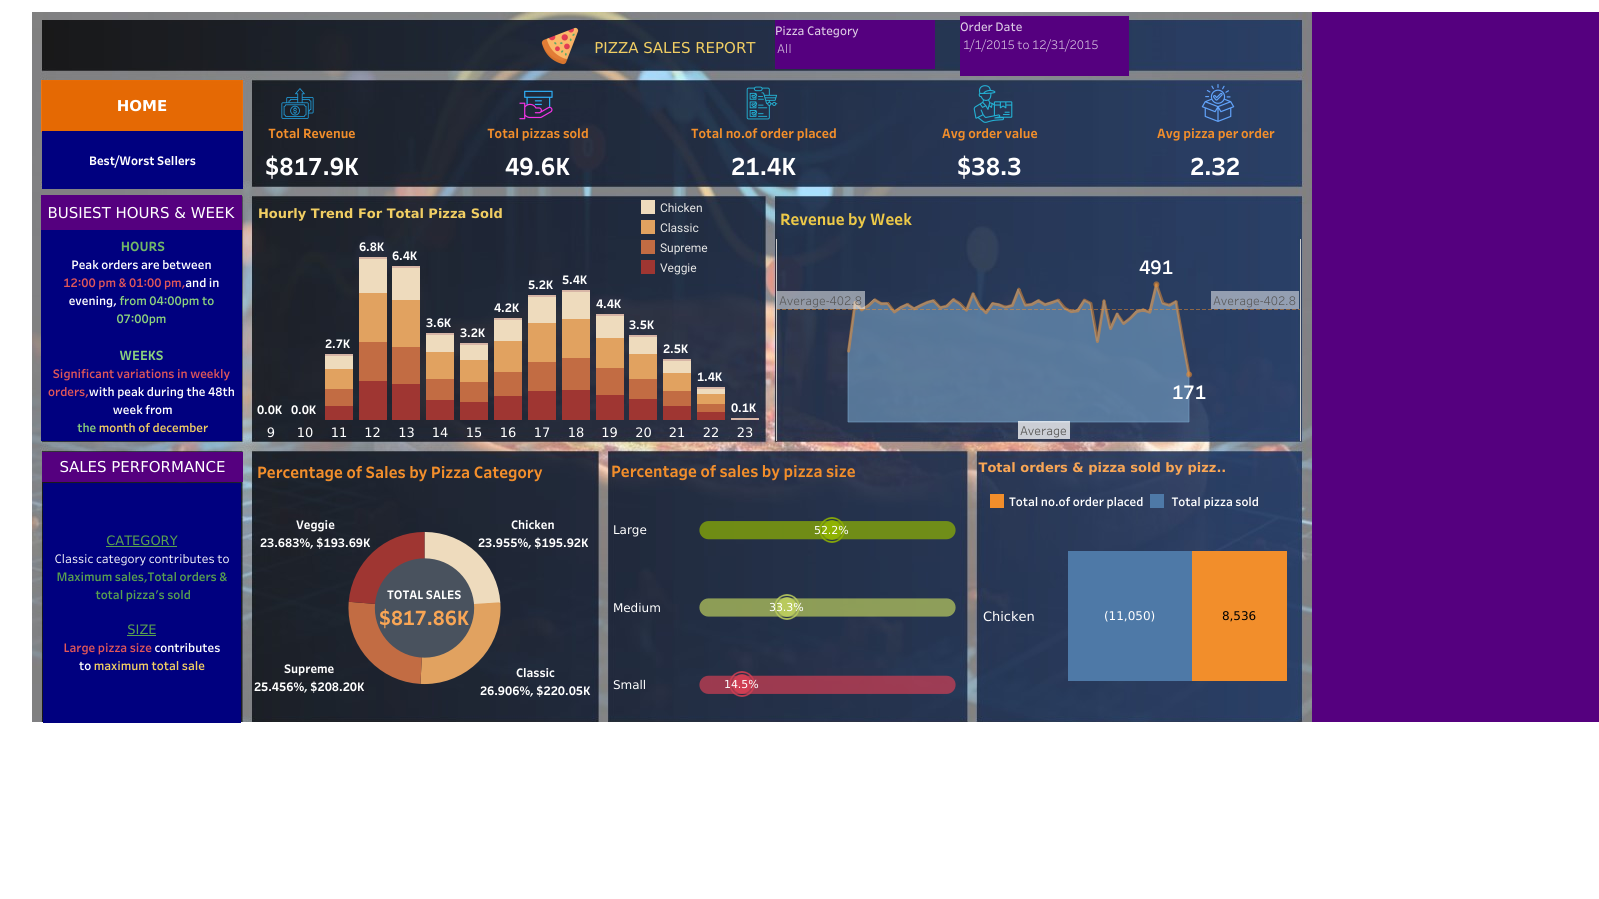 PIZZA SALES REPORT
Pizza Category
All
Order Date
1/1/2015 to 12/31/2015
HOME
Best/Worst Sellers
Total Revenue
$817.9K
Total pizzas sold
49.6K
Total no.of order placed
21.4K
Avg order value
$38.3
Avg pizza per order
2.32
BUSIEST HOURS & WEEK
HOURS
Peak orders are between
12:00 pm & 01:00 pm,and in
evening, from 04:00pm to
07:00pm
WEEKS
Significant variations in weekly
orders,with peak during the 48th
week from
the month of december
Hourly Trend For Total Pizza Sold
Chicken
Classic
Supreme
Veggie
0.0K 0.0K 2.7K 6.8K 6.4K 3.6K 3.2K 4.2K 5.2K 5.4K 4.4K 3.5K 2.5K 1.4K 0.1K
9 10 11 12 13 14 15 16 17 18 19 20 21 22 23
Revenue by Week
491
Average-402.8
Average-402.8
171
Average
SALES PERFORMANCE
CATEGORY
Classic category contributes to
Maximum sales,Total orders &
total pizza's sold
SIZE
Large pizza size contributes
to maximum total sale
Percentage of Sales by Pizza Category
Veggie
23.683%, $193.69K
Chicken
23.955%, $195.92K
TOTAL SALES
$817.86K
Supreme
25.456%, $208.20K
Classic
26.906%, $220.05K
Percentage of sales by pizza size
Large
52.2%
Medium
33.3%
Small
14.5%
Total orders & pizza sold by pizz..
Total no.of order placed
Total pizza sold
Chicken
(11,050)
8,536